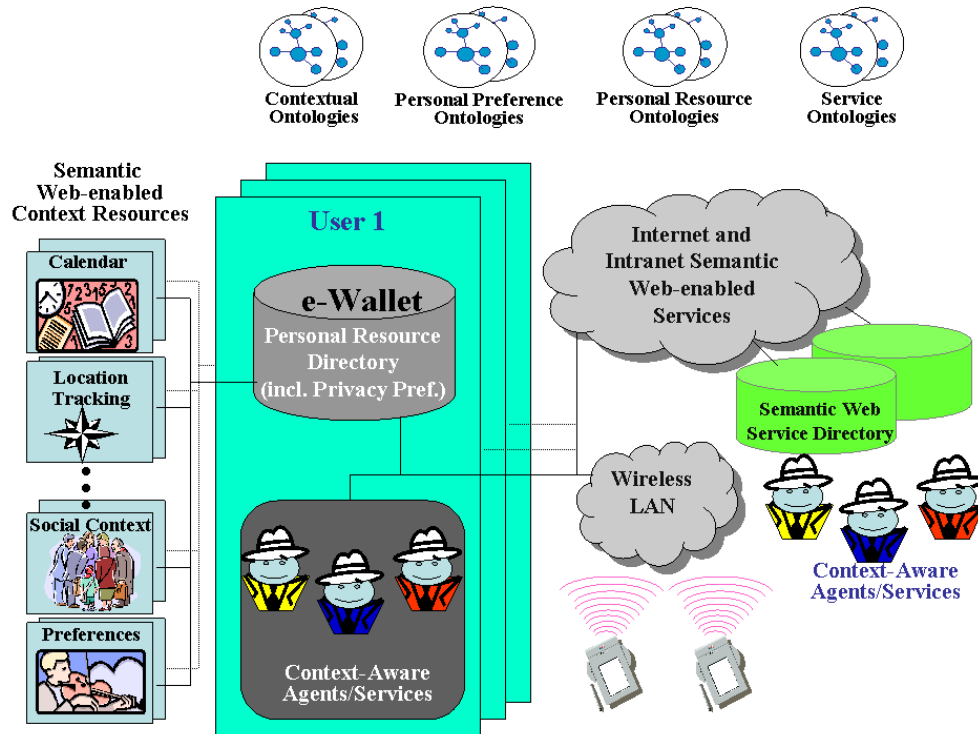 Contextual
Ontologies
Personal Preference
Ontologies
Personal Resource
Ontologies
Service
Ontologies
Semantic
Web-enabled
Context Resources
Calendar
Location
Tracking
Social Context
Preferences
User 1
e-Wallet
Personal Resource
Directory
(incl. Privacy Pref.)
Context-Aware
Agents/Services
Internet and
Intranet Semantic
Web-enabled
Services
Semantic Web
Service Directory
Wireless
LAN
Context-Aware
Agents/Services